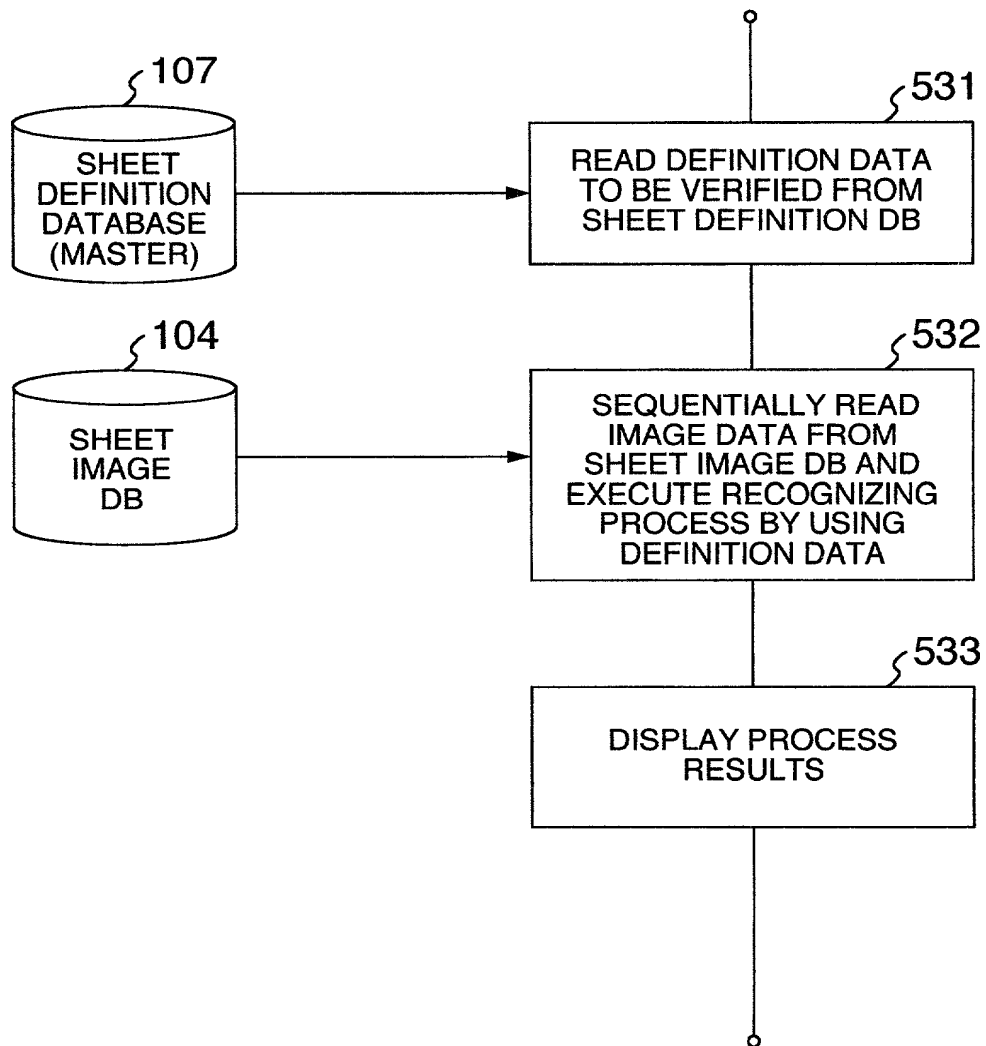 107
SHEET
DEFINITION
DATABASE
(MASTER)
531
READ DEFINITION DATA
TO BE VERIFIED FROM
SHEET DEFINITION DB
104
SHEET
IMAGE
DB
532
SEQUENTIALLY READ
IMAGE DATA FROM
SHEET IMAGE DB AND
EXECUTE RECOGNIZING
PROCESS BY USING
DEFINITION DATA
533
DISPLAY PROCESS
RESULTS